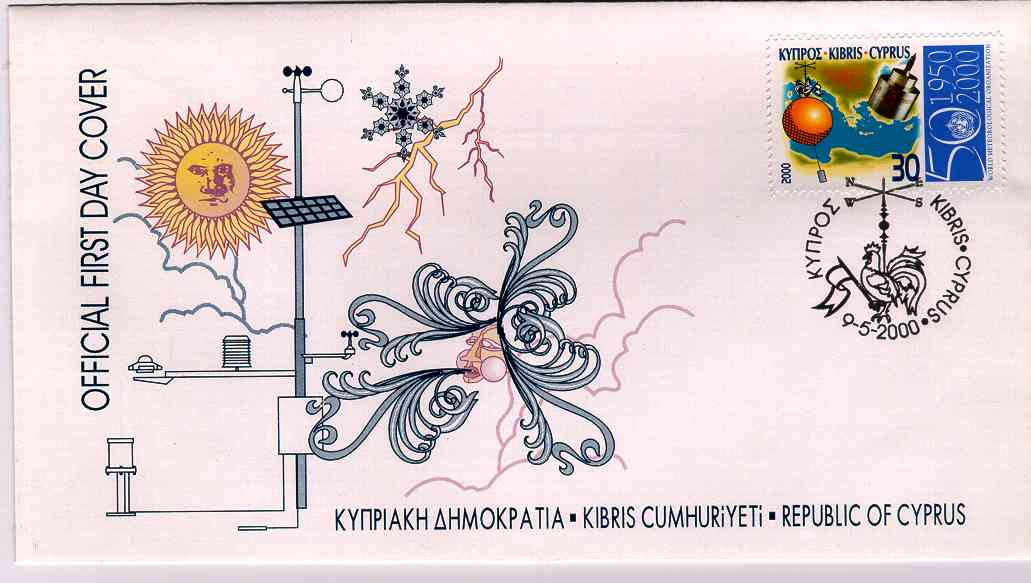 OFFICIAL FIRST DAY COVER
ΚΥΠΡΟΣ · KIBRIS · CYPRUS
2000
30
50
1950
2000
WORLD METEOROLOGICAL ORGANIZATION
N E
W S
ΚΥΠΡΟΣ KIBRIS • CYPRUS •
9-5-2000
ΚΥΠΡΙΑΚΗ ΔΗΜΟΚΡΑΤΙΑ ▪ KIBRIS CUMHURiYETi ▪ REPUBLIC OF CYPRUS